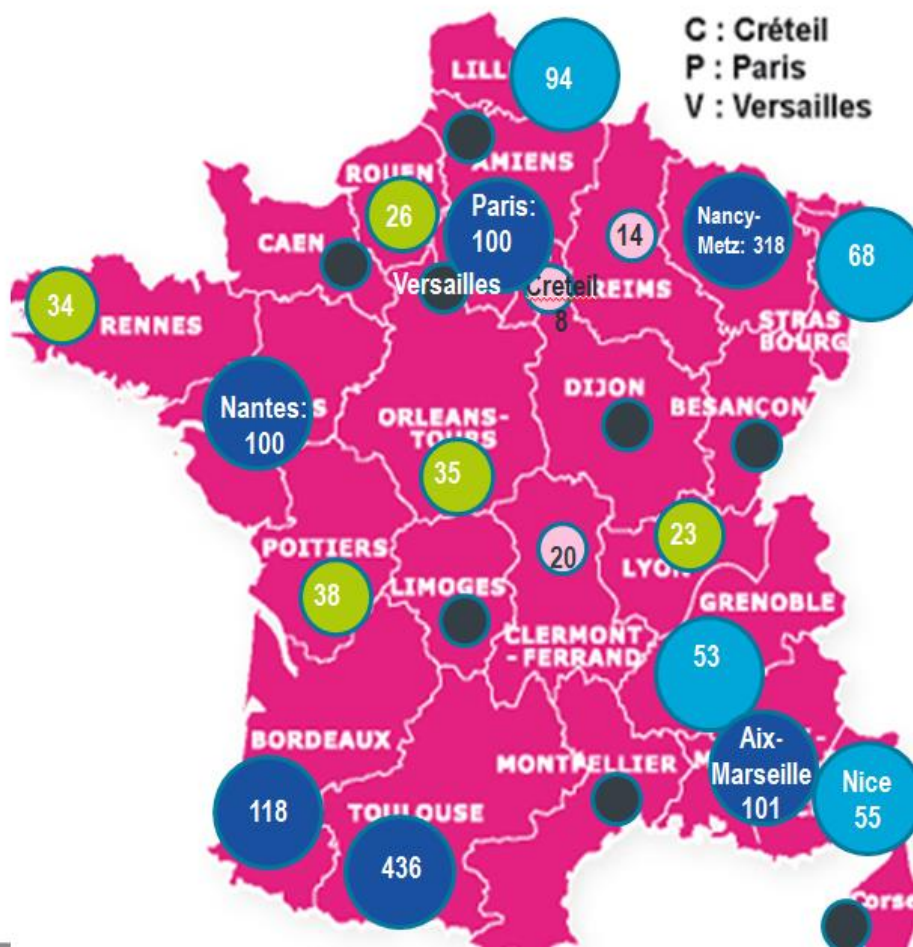 C : Créteil
P : Paris
V : Versailles
LILL
94
AMIENS
ROUEN
26
Paris:
100
14
Nancy-
Metz: 318
68
CAEN
Versailles
Creteil
8
REIMS
STRAS
BOURG
34
RENNES
Nantes:
100
S
ORLEANS-
TOURS
35
DIJON
BESANÇON
POITIERS
38
LIMOGES
20
CLERMONT
-FERRAND
23
LYON
GRENOBLE
53
BORDEAUX
118
TOULOUSE
436
MONTPELLIER
Aix-
Marseille
101
Nice
55
Corse